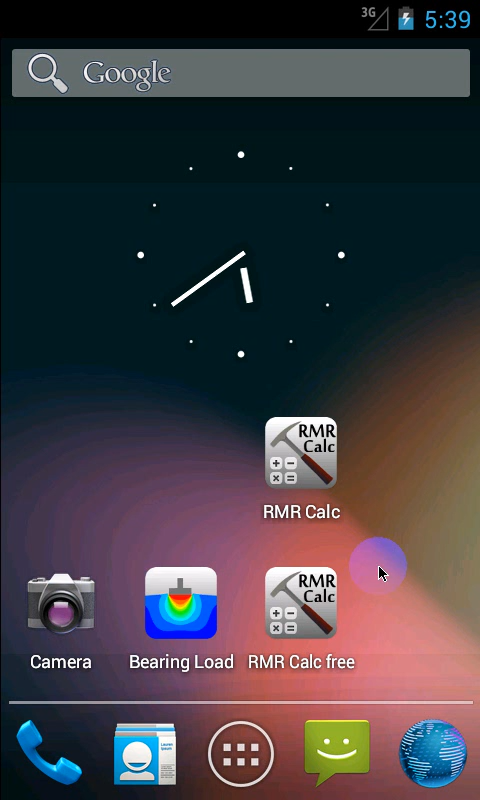 3G 5:39
Google
RMR
Calc
RMR Calc
RMR
Calc
Camera
Bearing Load
RMR Calc free